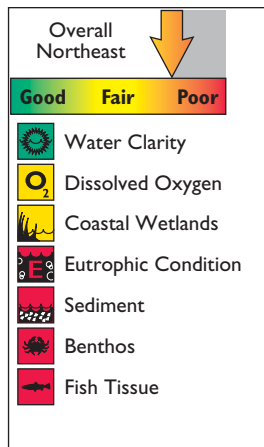 Overall
Northeast
Good Fair Poor
Water Clarity
O2 Dissolved Oxygen
Coastal Wetlands
E Eutrophic Condition
Sediment
Benthos
Fish Tissue